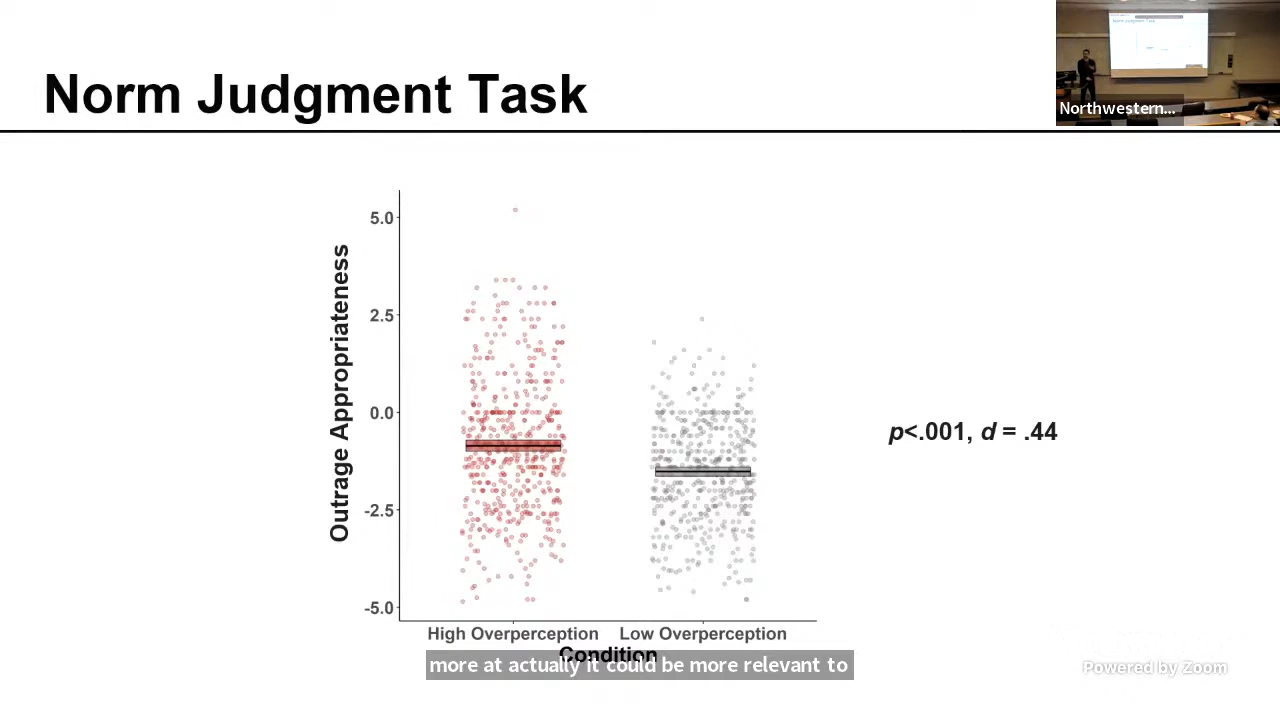 Norm Judgment Task
Northwestern...
Outrage Appropriateness
5.0
2.5
0.0
-2.5
-5.0
p<.001, d = .44
High Overperception
Low Overperception
Condition
more at actually it could be more relevant to
Powered by Zoom